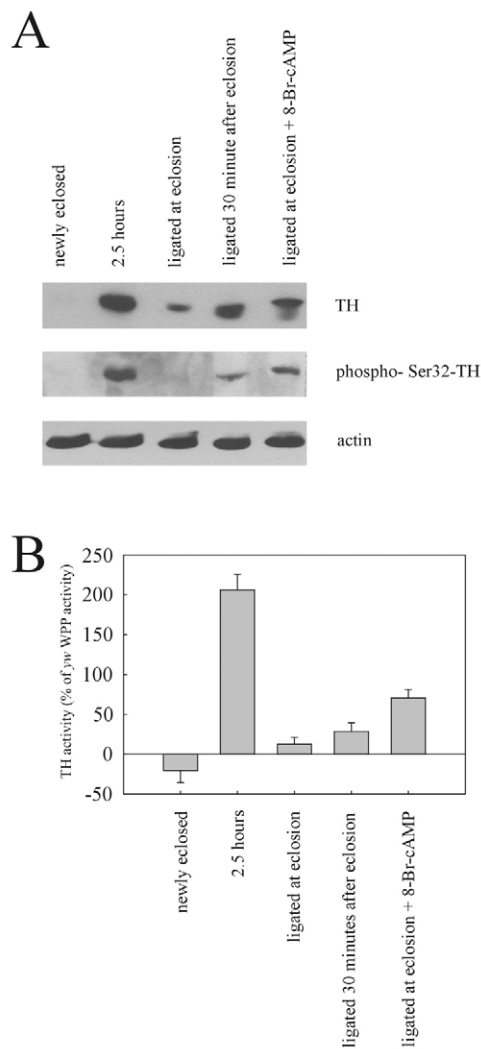 A
newly eclosed
2.5 hours
ligated at eclosion
ligated 30 minute after eclosion
ligated at eclosion + 8-Br-cAMP
TH
phospho- Ser32-TH
actin
B
TH activity (% of yw WPP activity)
250
200
150
100
50
0
-50
newly eclosed
2.5 hours
ligated at eclosion
ligated 30 minutes after eclosion
ligated at eclosion + 8-Br-cAMP